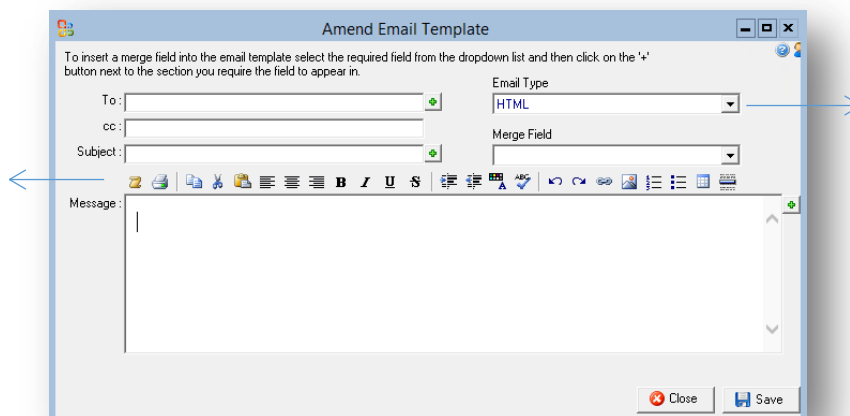 Amend Email Template
To insert a merge field into the email template select the required field from the dropdown list and then click on the '+'
button next to the section you require the field to appear in.
Email Type
To :
HTML
cc :
Merge Field
Subject :
B I U S ABC
Message :
Close Save